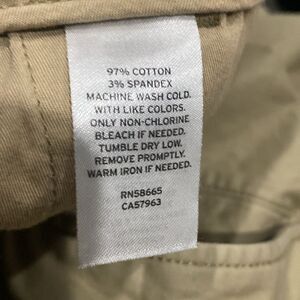 97% COTTON
3% SPANDEX
MACHINE WASH COLD.
WITH LIKE COLORS.
ONLY NON-CHLORINE
BLEACH IF NEEDED.
TUMBLE DRY LOW.
REMOVE PROMPTLY.
WARM IRON IF NEEDED.
RN58665
CA57963